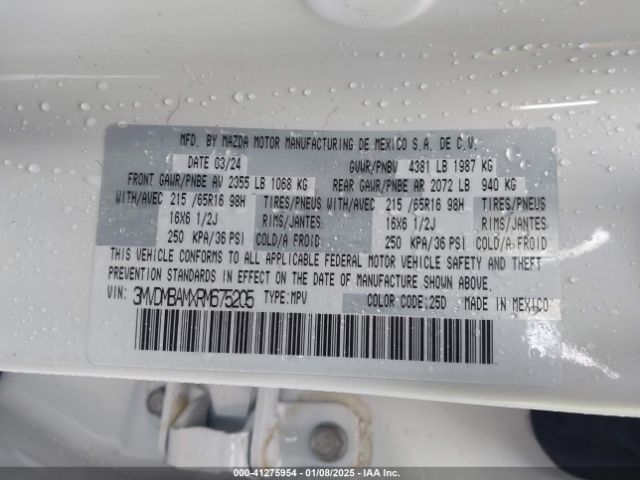 MFD. BY MAZDA MOTOR MANUFACTURING DE MEXICO S.A. DE C.V.
DATE 03/24 GVWR/PNBV 4381 LB 1987 KG
FRONT GAWR/PNBE AV 2355 LB 1068 KG REAR GAWR/PNBE AR 2072 LB 940 KG
WITH/AVEC 215 /65R16 98H TIRES/PNEUS WITH/AVEC 215 /65R16 98H TIRES/PNEUS
16X6 1/2J RIMS/JANTES 16X6 1/2J RIMS/JANTES
250 KPA/36 PSI COLD/A FROID 250 KPA/36 PSI COLD/A FROID
THIS VEHICLE CONFORMS TO ALL APPLICABLE FEDERAL MOTOR VEHICLE SAFETY AND THEFT
PREVENTION STANDARDS IN EFFECT ON THE DATE OF MANUFACTURE SHOWN ABOVE.
VIN: 3MVDMBAMXRM675205 TYPE:MPV COLOR CODE:25D MADE IN MEXICO
000-41275954 | 01/08/2025 - IAA Inc.